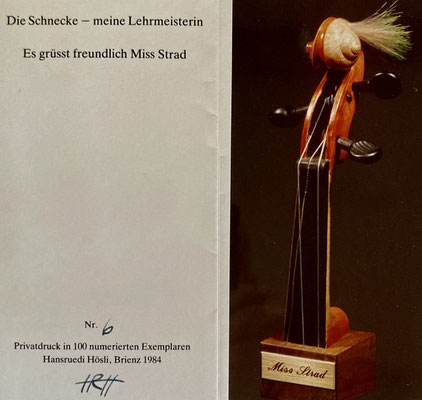 Die Schnecke – meine Lehrmeisterin
Es grüsst freundlich Miss Strad
Nr. 6
Privatdruck in 100 numerierten Exemplaren
Hansruedi Hösli, Brienz 1984
HRH
Miss Strad